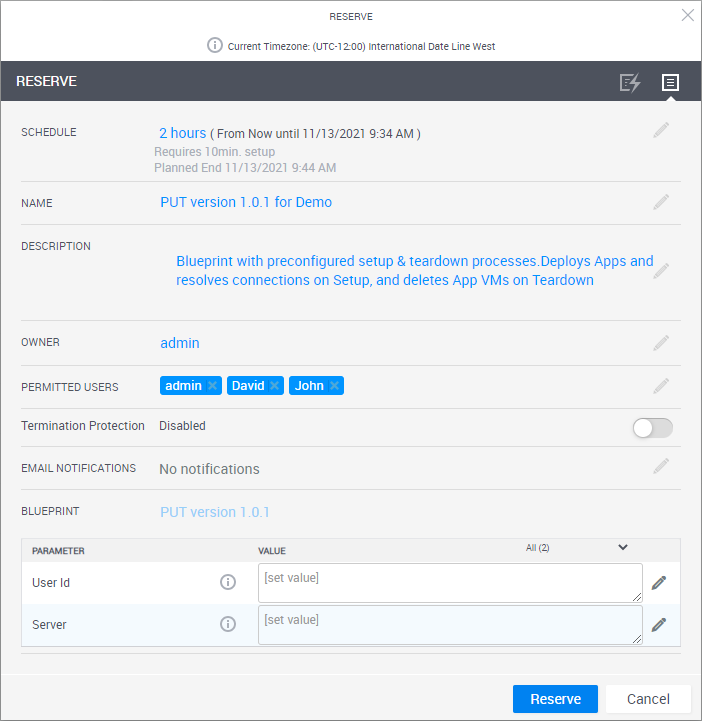 RESERVE
Current Timezone: (UTC-12:00) International Date Line West
RESERVE
SCHEDULE 2 hours ( From Now until 11/13/2021 9:34 AM )
Requires 10min. setup
Planned End 11/13/2021 9:44 AM
NAME PUT version 1.0.1 for Demo
DESCRIPTION Blueprint with preconfigured setup & teardown processes.Deploys Apps and
resolves connections on Setup, and deletes App VMs on Teardown
OWNER admin
PERMITTED USERS admin × David × John ×
Termination Protection Disabled
EMAIL NOTIFICATIONS No notifications
BLUEPRINT PUT version 1.0.1
PARAMETER VALUE All (2)
User Id [set value]
Server [set value]
Reserve Cancel